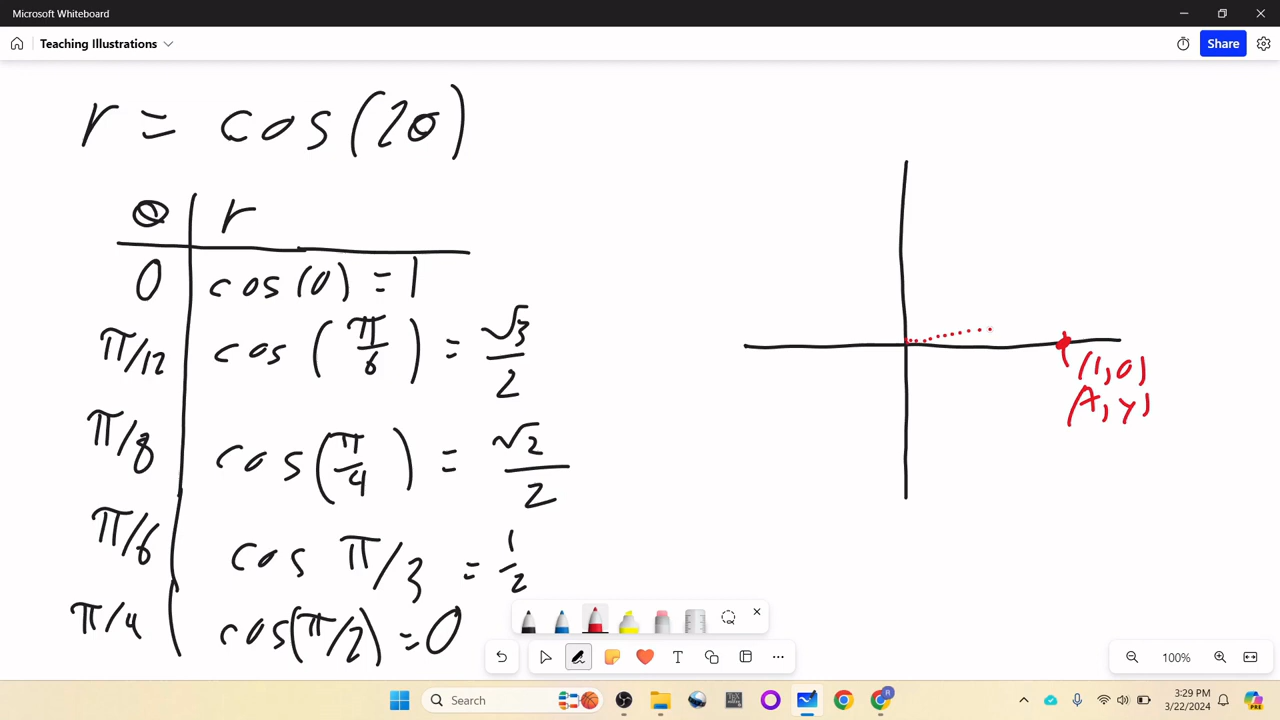 Microsoft Whiteboard
Teaching Illustrations
Share
r = cos(2θ)
θ r
0 cos(0) = 1
π/12 cos(π/6) = √3/2
π/8 cos(π/4) = √2/2
π/6 cos π/3 = 1/2
π/4 cos(π/2) = 0
(1,0)
(x,y)
100%
Search
3:29 PM
3/22/2024
PRE